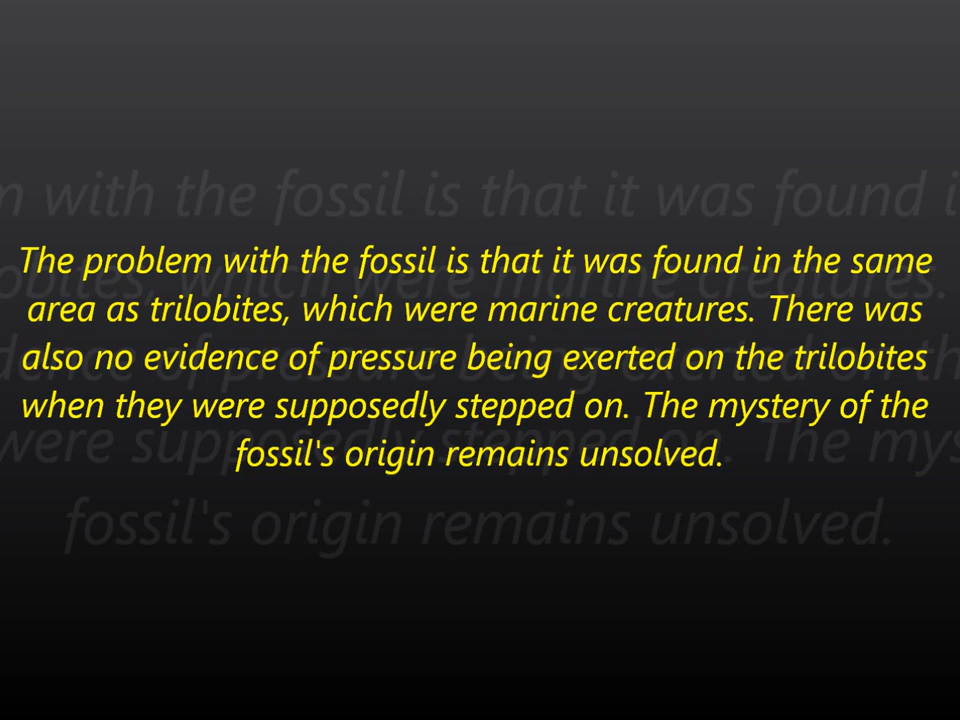 The problem with the fossil is that it was found in the same
area as trilobites, which were marine creatures. There was
also no evidence of pressure being exerted on the trilobites
when they were supposedly stepped on. The mystery of the
fossil's origin remains unsolved.